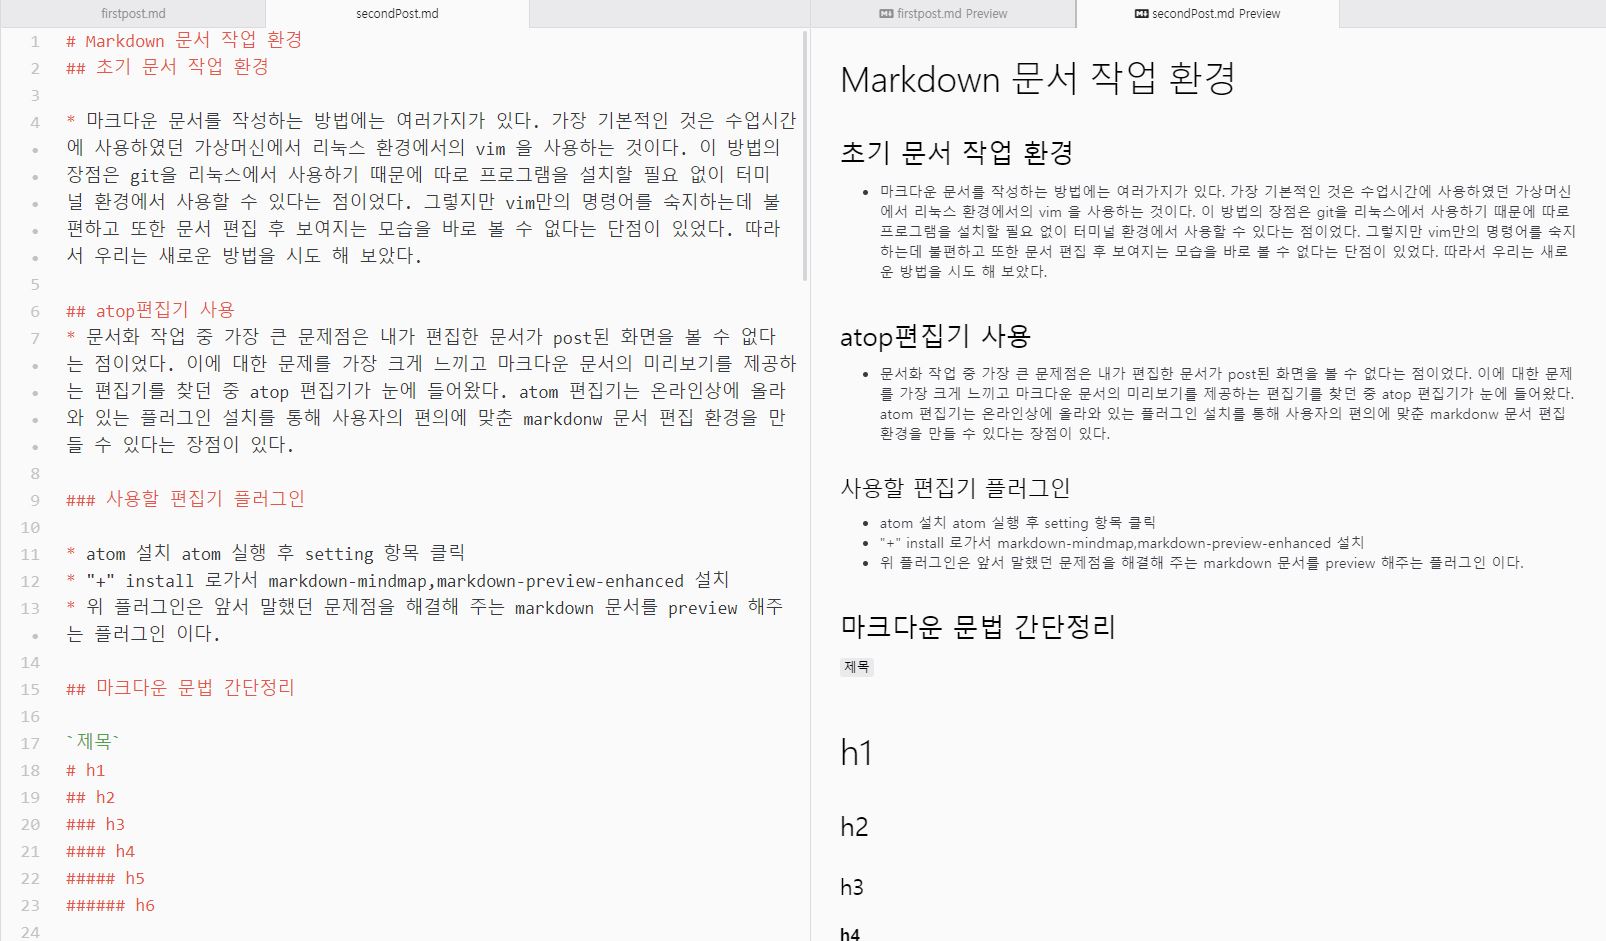 firstpost.md
secondPost.md
firstpost.md Preview
secondPost.md Preview
1 # Markdown 문서 작업 환경
2 ## 초기 문서 작업 환경
3
4 * 마크다운 문서를 작성하는 방법에는 여러가지가 있다. 가장 기본적인 것은 수업시간
에 사용하였던 가상머신에서 리눅스 환경에서의 vim 을 사용하는 것이다. 이 방법의
장점은 git을 리눅스에서 사용하기 때문에 따로 프로그램을 설치할 필요 없이 터미
널 환경에서 사용할 수 있다는 점이었다. 그렇지만 vim만의 명령어를 숙지하는데 불
편하고 또한 문서 편집 후 보여지는 모습을 바로 볼 수 없다는 단점이 있었다. 따라
서 우리는 새로운 방법을 시도 해 보았다.
5
6 ## atop편집기 사용
7 * 문서화 작업 중 가장 큰 문제점은 내가 편집한 문서가 post된 화면을 볼 수 없다
는 점이었다. 이에 대한 문제를 가장 크게 느끼고 마크다운 문서의 미리보기를 제공하
는 편집기를 찾던 중 atop 편집기가 눈에 들어왔다. atom 편집기는 온라인상에 올라
와 있는 플러그인 설치를 통해 사용자의 편의에 맞춘 markdonw 문서 편집 환경을 만
들 수 있다는 장점이 있다.
8
9 ### 사용할 편집기 플러그인
10
11 * atom 설치 atom 실행 후 setting 항목 클릭
12 * "+" install 로가서 markdown-mindmap,markdown-preview-enhanced 설치
13 * 위 플러그인은 앞서 말했던 문제점을 해결해 주는 markdown 문서를 preview 해주
는 플러그인 이다.
14
15 ## 마크다운 문법 간단정리
16
17 `제목`
18 # h1
19 ## h2
20 ### h3
21 #### h4
22 ##### h5
23 ###### h6
24
Markdown 문서 작업 환경
초기 문서 작업 환경
• 마크다운 문서를 작성하는 방법에는 여러가지가 있다. 가장 기본적인 것은 수업시간에 사용하였던 가상머신
에서 리눅스 환경에서의 vim 을 사용하는 것이다. 이 방법의 장점은 git을 리눅스에서 사용하기 때문에 따로
프로그램을 설치할 필요 없이 터미널 환경에서 사용할 수 있다는 점이었다. 그렇지만 vim만의 명령어를 숙지
하는데 불편하고 또한 문서 편집 후 보여지는 모습을 바로 볼 수 없다는 단점이 있었다. 따라서 우리는 새로
운 방법을 시도 해 보았다.
atop편집기 사용
• 문서화 작업 중 가장 큰 문제점은 내가 편집한 문서가 post된 화면을 볼 수 없다는 점이었다. 이에 대한 문제
를 가장 크게 느끼고 마크다운 문서의 미리보기를 제공하는 편집기를 찾던 중 atop 편집기가 눈에 들어왔다.
atom 편집기는 온라인상에 올라와 있는 플러그인 설치를 통해 사용자의 편의에 맞춘 markdonw 문서 편집
환경을 만들 수 있다는 장점이 있다.
사용할 편집기 플러그인
• atom 설치 atom 실행 후 setting 항목 클릭
• "+" install 로가서 markdown-mindmap,markdown-preview-enhanced 설치
• 위 플러그인은 앞서 말했던 문제점을 해결해 주는 markdown 문서를 preview 해주는 플러그인 이다.
마크다운 문법 간단정리
제목
h1
h2
h3
h4